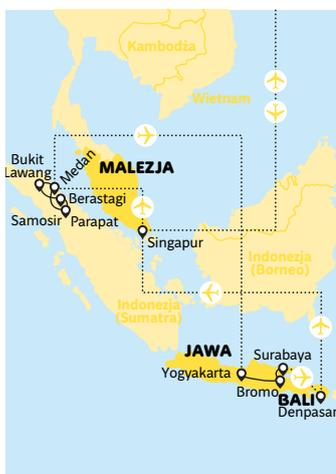 Kambodża
Wietnam
MALEZJA
Bukit
Lawang
Medan
Berastagi
Samosir
Parapat
Singapur
Indonezja
(Borneo)
Indonezja
(Sumatra)
JAWA
Surabaya
Yogyakarta
Bromo
BALI
Denpasar